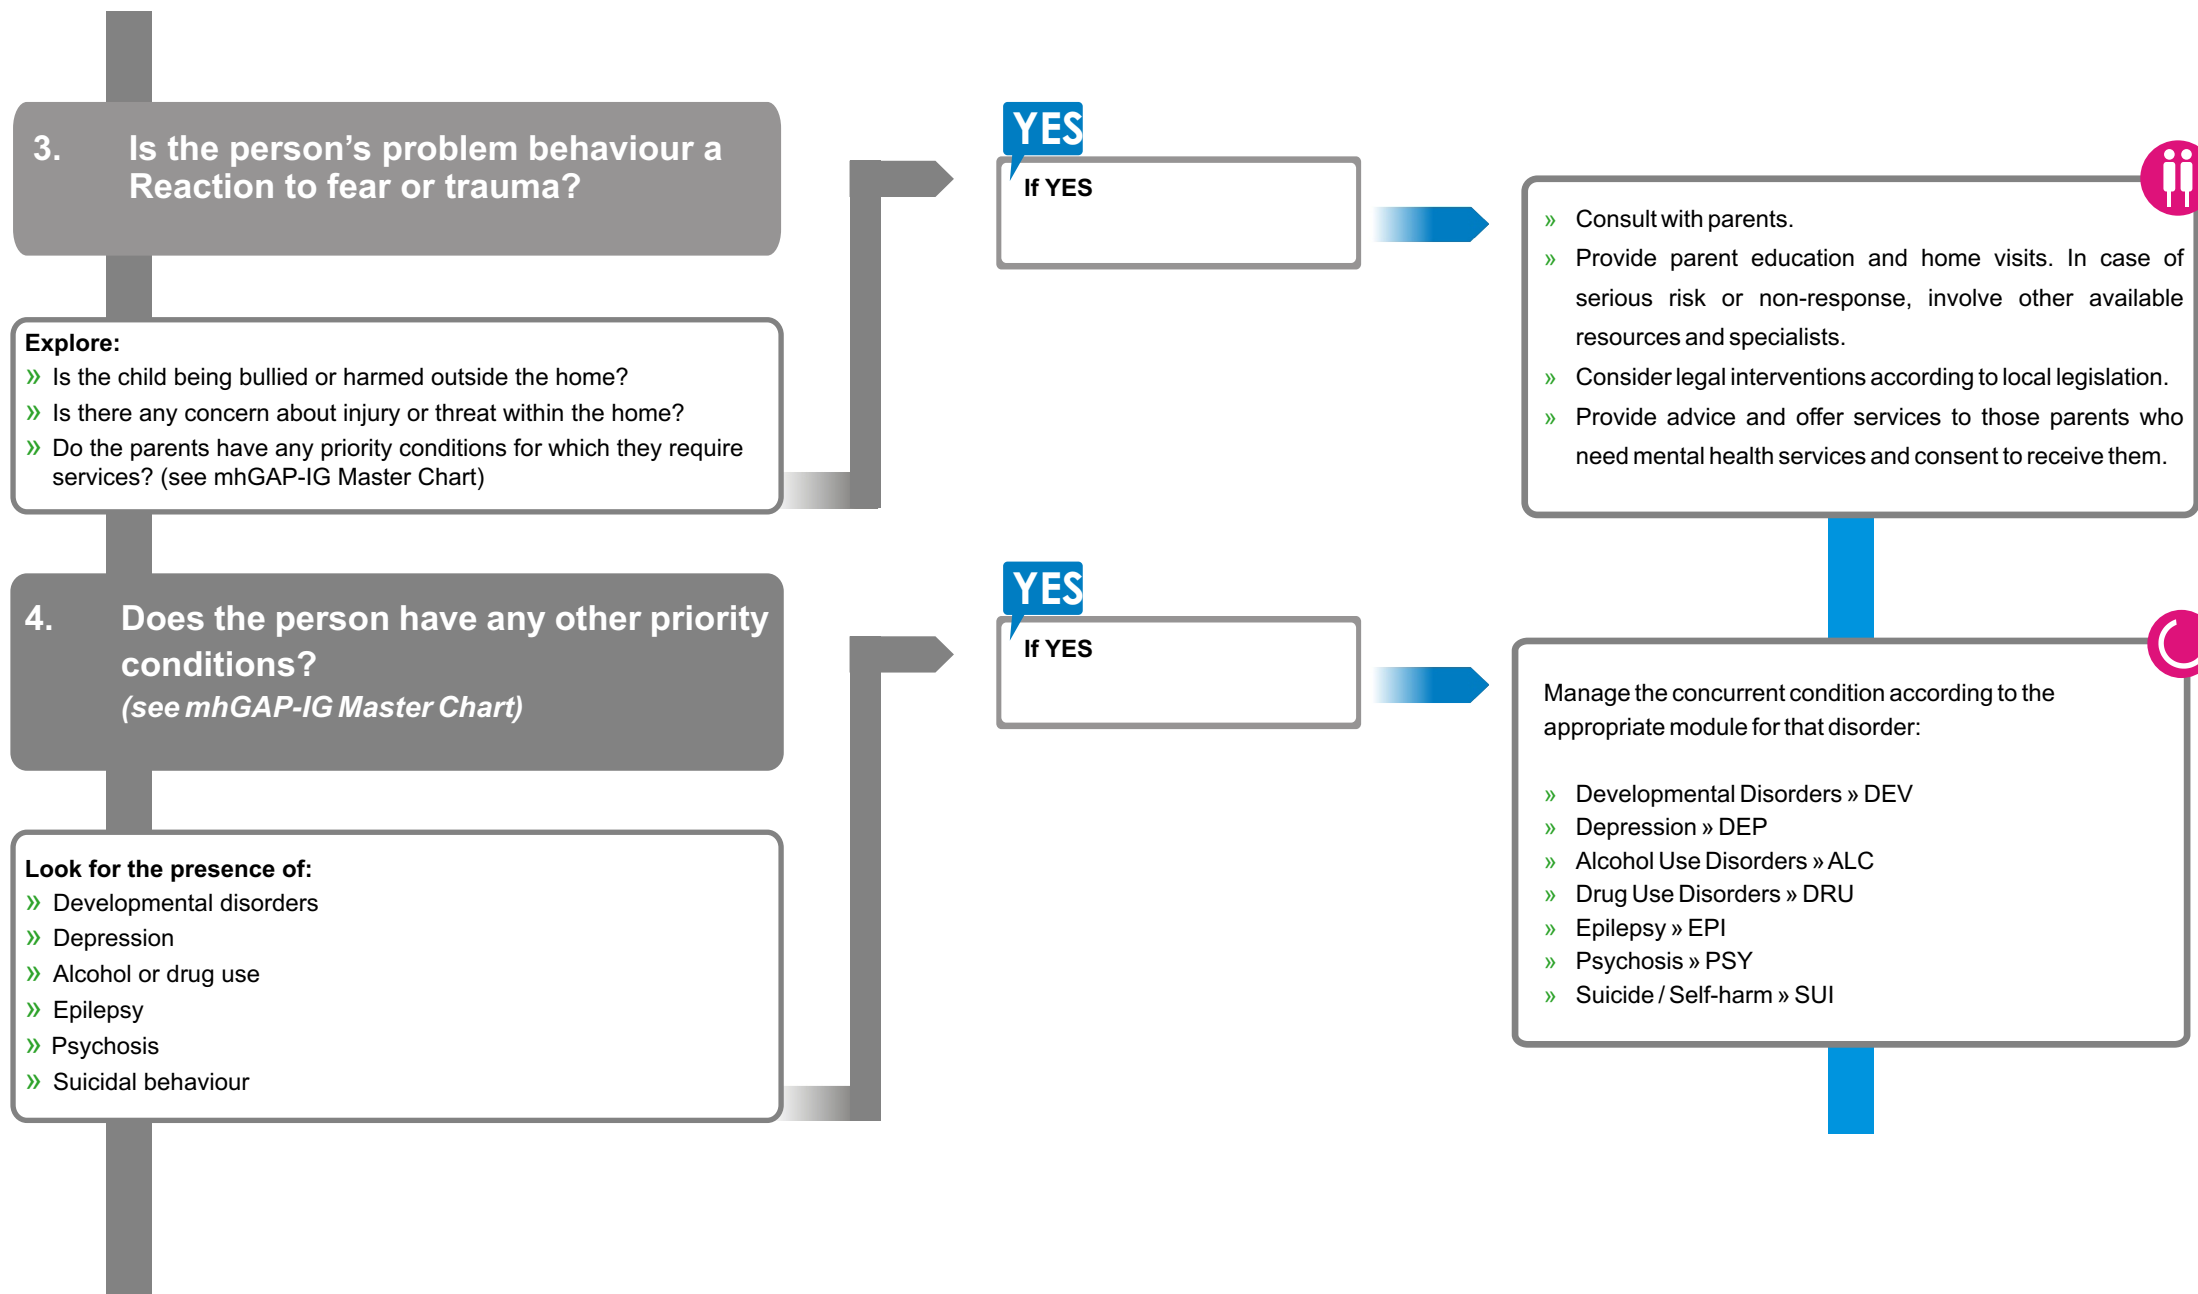 3. Is the person's problem behaviour a
Reaction to fear or trauma?
Explore:
» Is the child being bullied or harmed outside the home?
» Is there any concern about injury or threat within the home?
» Do the parents have any priority conditions for which they require
services? (see mhGAP-IG Master Chart)
YES
If YES
» Consult with parents.
» Provide parent education and home visits. In case of
serious risk or non-response, involve other available
resources and specialists.
» Consider legal interventions according to local legislation.
» Provide advice and offer services to those parents who
need mental health services and consent to receive them.
4. Does the person have any other priority
conditions?
(see mhGAP-IG Master Chart)
Look for the presence of:
» Developmental disorders
» Depression
» Alcohol or drug use
» Epilepsy
» Psychosis
» Suicidal behaviour
YES
If YES
Manage the concurrent condition according to the
appropriate module for that disorder:
» Developmental Disorders » DEV
» Depression » DEP
» Alcohol Use Disorders » ALC
» Drug Use Disorders » DRU
» Epilepsy » EPI
» Psychosis » PSY
» Suicide / Self-harm » SUI